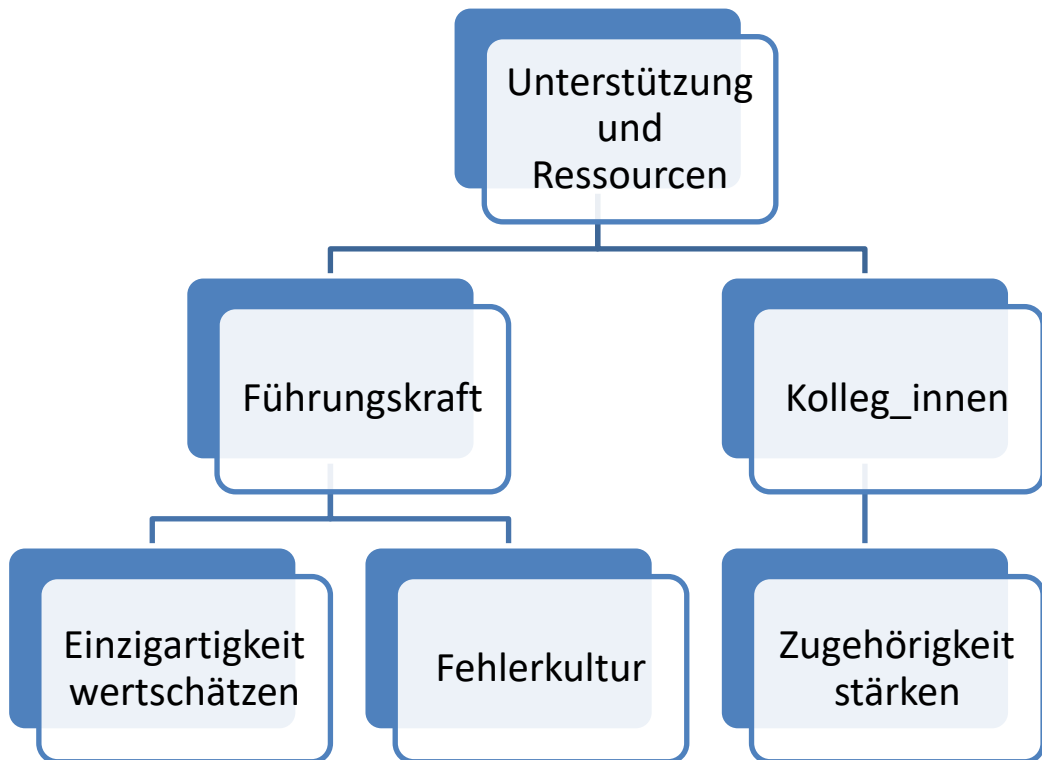 Unterstützung
und
Ressourcen
Führungskraft
Kolleg_innen
Einzigartigkeit
wertschätzen
Fehlerkultur
Zugehörigkeit
stärken